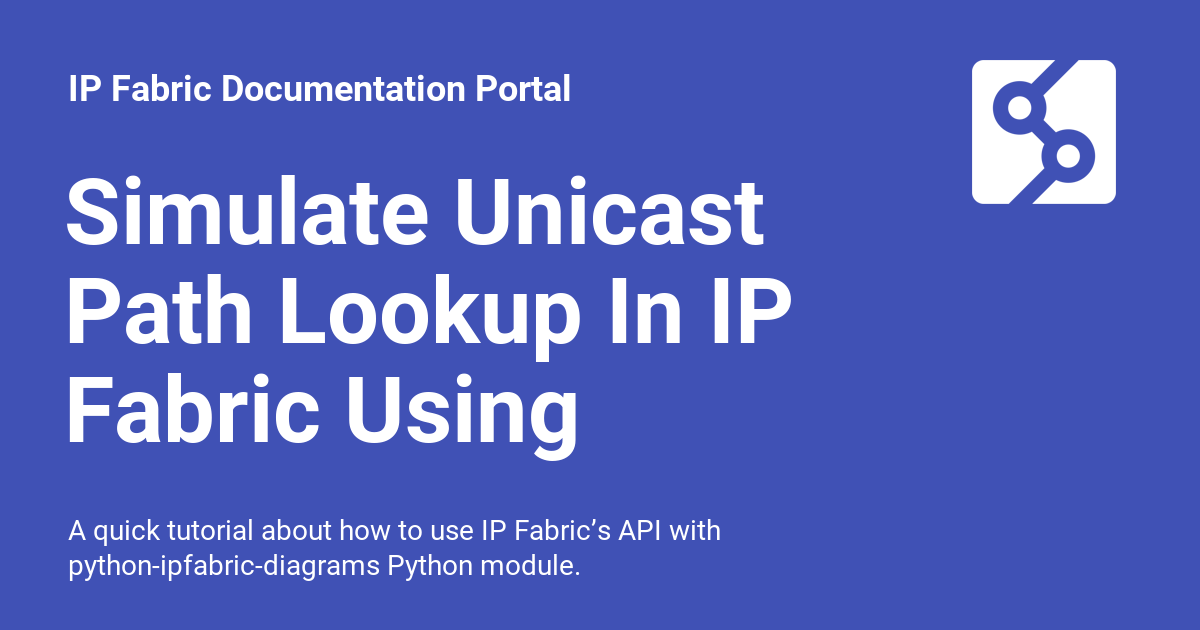 IP Fabric Documentation Portal
Simulate Unicast
Path Lookup In IP
Fabric Using
A quick tutorial about how to use IP Fabric’s API with
python-ipfabric-diagrams Python module.